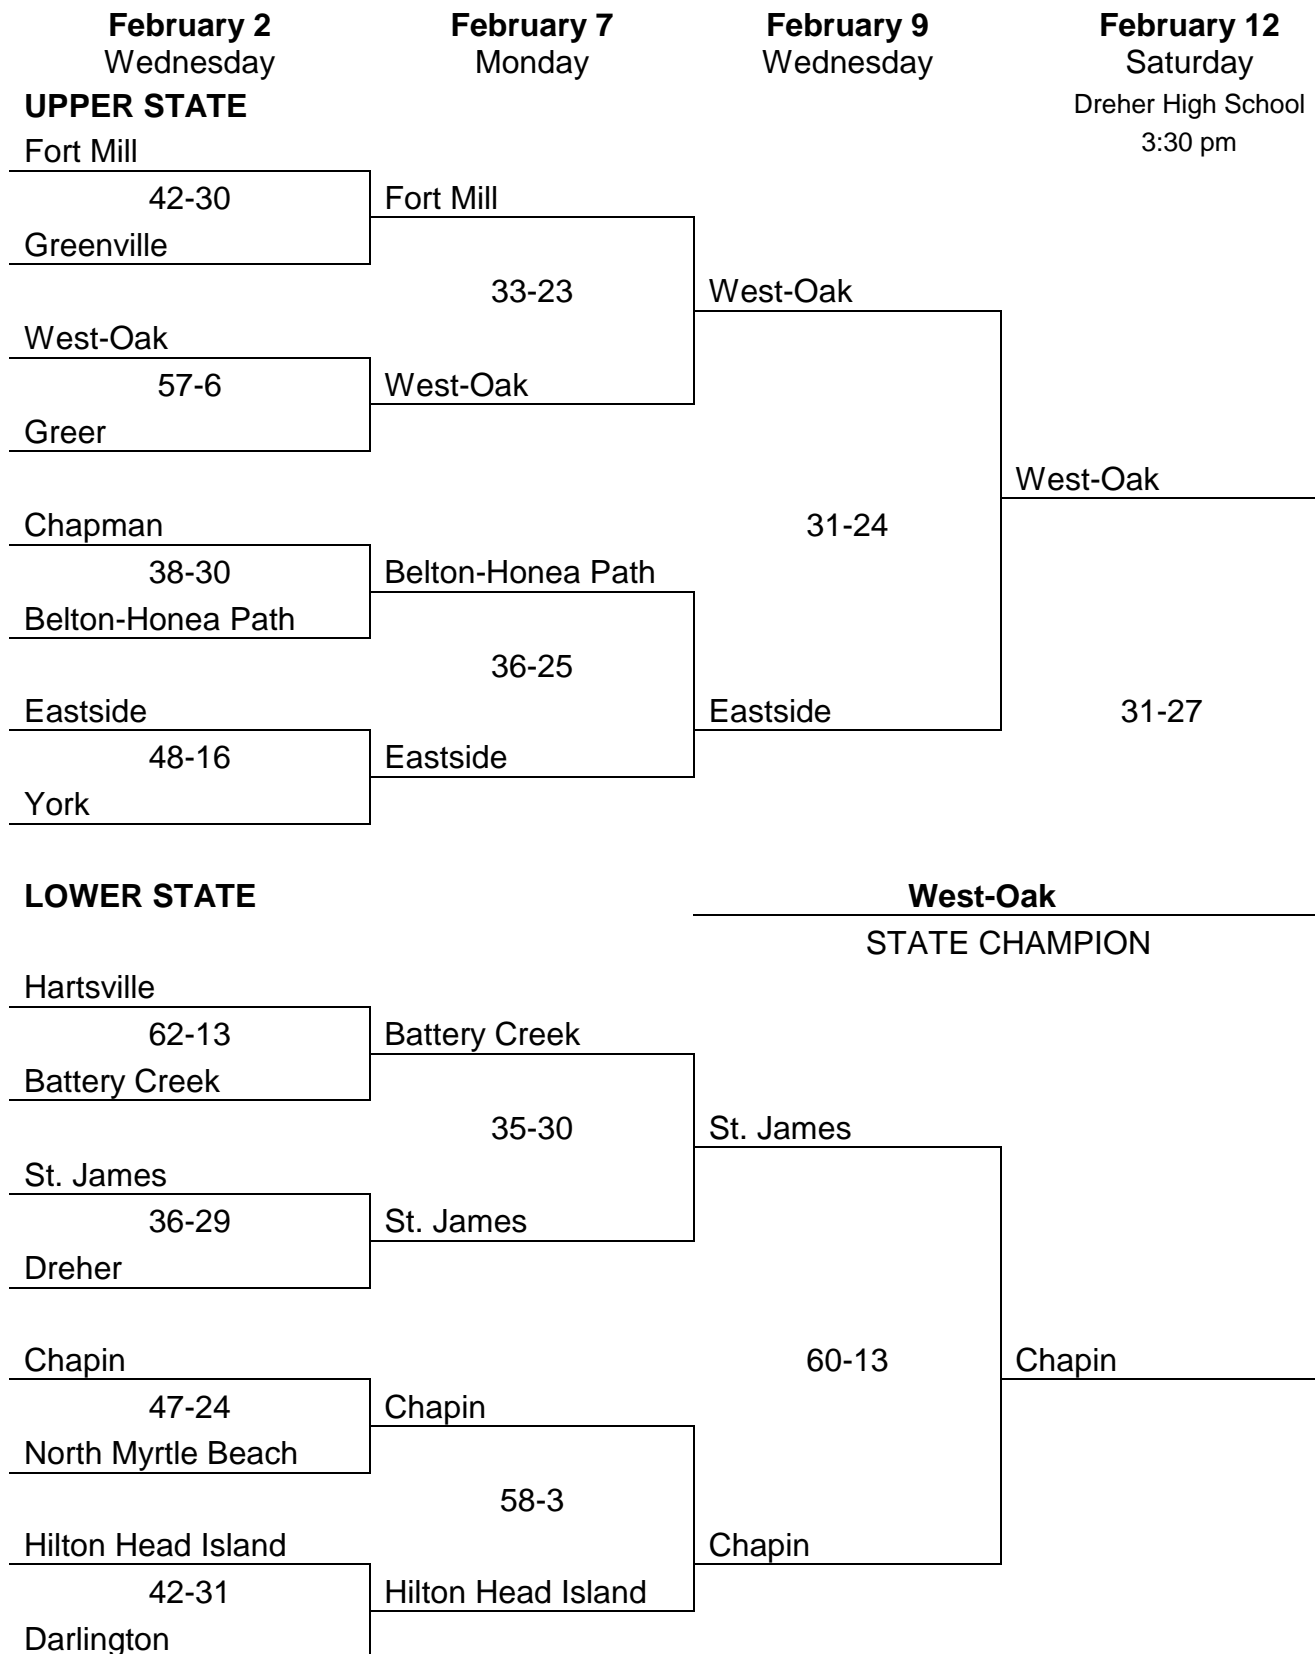 February 2 February 7 February 9 February 12
Wednesday Monday Wednesday Saturday
UPPER STATE Dreher High School
Fort Mill 3:30 pm
42-30 Fort Mill
Greenville
33-23 West-Oak
West-Oak
57-6 West-Oak
Greer
West-Oak
Chapman 31-24
38-30 Belton-Honea Path
Belton-Honea Path
36-25
Eastside Eastside 31-27
48-16 Eastside
York
LOWER STATE West-Oak
STATE CHAMPION
Hartsville
62-13 Battery Creek
Battery Creek
35-30 St. James
St. James
36-29 St. James
Dreher
Chapin 60-13 Chapin
47-24 Chapin
North Myrtle Beach
58-3
Hilton Head Island Chapin
42-31 Hilton Head Island
Darlington